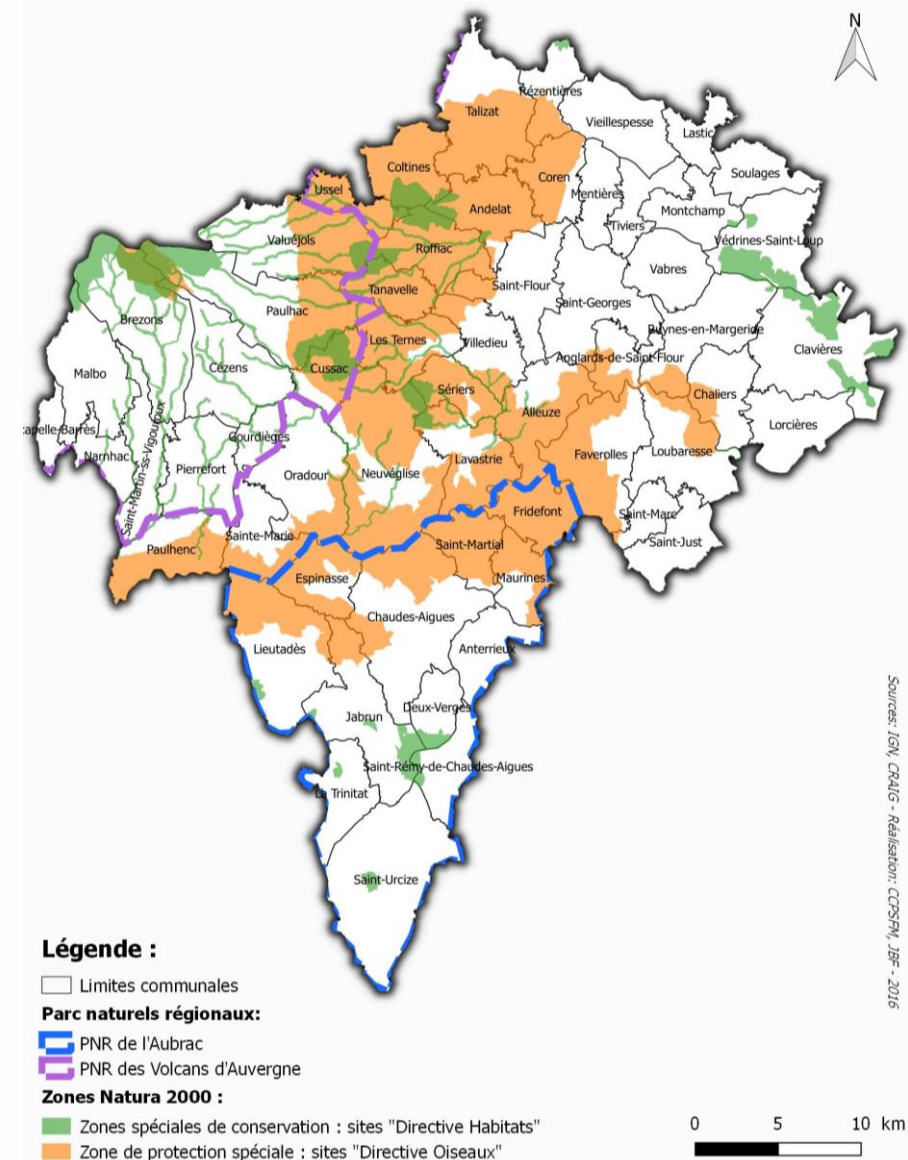 N
Rézentières
Talizat
Vieillespesse
Lastic
Coltines
Coren
Soulages
Ussel
Mentières
Andelat
Montchamp
Tiviers
Valuéjols
Roffiac
Védrines-Saint-Loup
Vabres
Saint-Flour
Tanavelle
Saint-Georges
Paulhac
Brezons
Ruynes-en-Margeride
Les Ternes
Villedieu
Clavières
Anglards-de-Saint-Flour
Cézens
Cussac
Malbo
Sériers
Chaliers
Alleuze
Lorcières
capelle-Barrès
Gourdièges
Saint-Martin-ss-Vigouroux
Narnhac
Pierrefort
Oradour
Neuvéglise
Lavastrie
Faverolles
Loubaresse
Fridefont
Saint-Marc
Sainte-Marie
Saint-Just
Paulhenc
Saint-Martial
Espinasse
Maurines
Chaudes-Aigues
Lieutadès
Anterrieux
Deux-Verges
Jabrun
Saint-Rémy-de-Chaudes-Aigues
La Trinitat
Saint-Urcize
Sources: IGN, CRAIG - Réalisation: CCPSFM, JBF - 2016
Légende :
Limites communales
Parc naturels régionaux:
PNR de l'Aubrac
PNR des Volcans d'Auvergne
Zones Natura 2000 :
Zones spéciales de conservation : sites "Directive Habitats"
Zone de protection spéciale : sites "Directive Oiseaux"
0 5 10 km